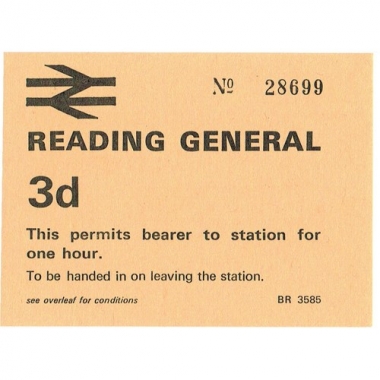 Nº 28699
READING GENERAL
3d
This permits bearer to station for
one hour.
To be handed in on leaving the station.
see overleaf for conditions BR 3585